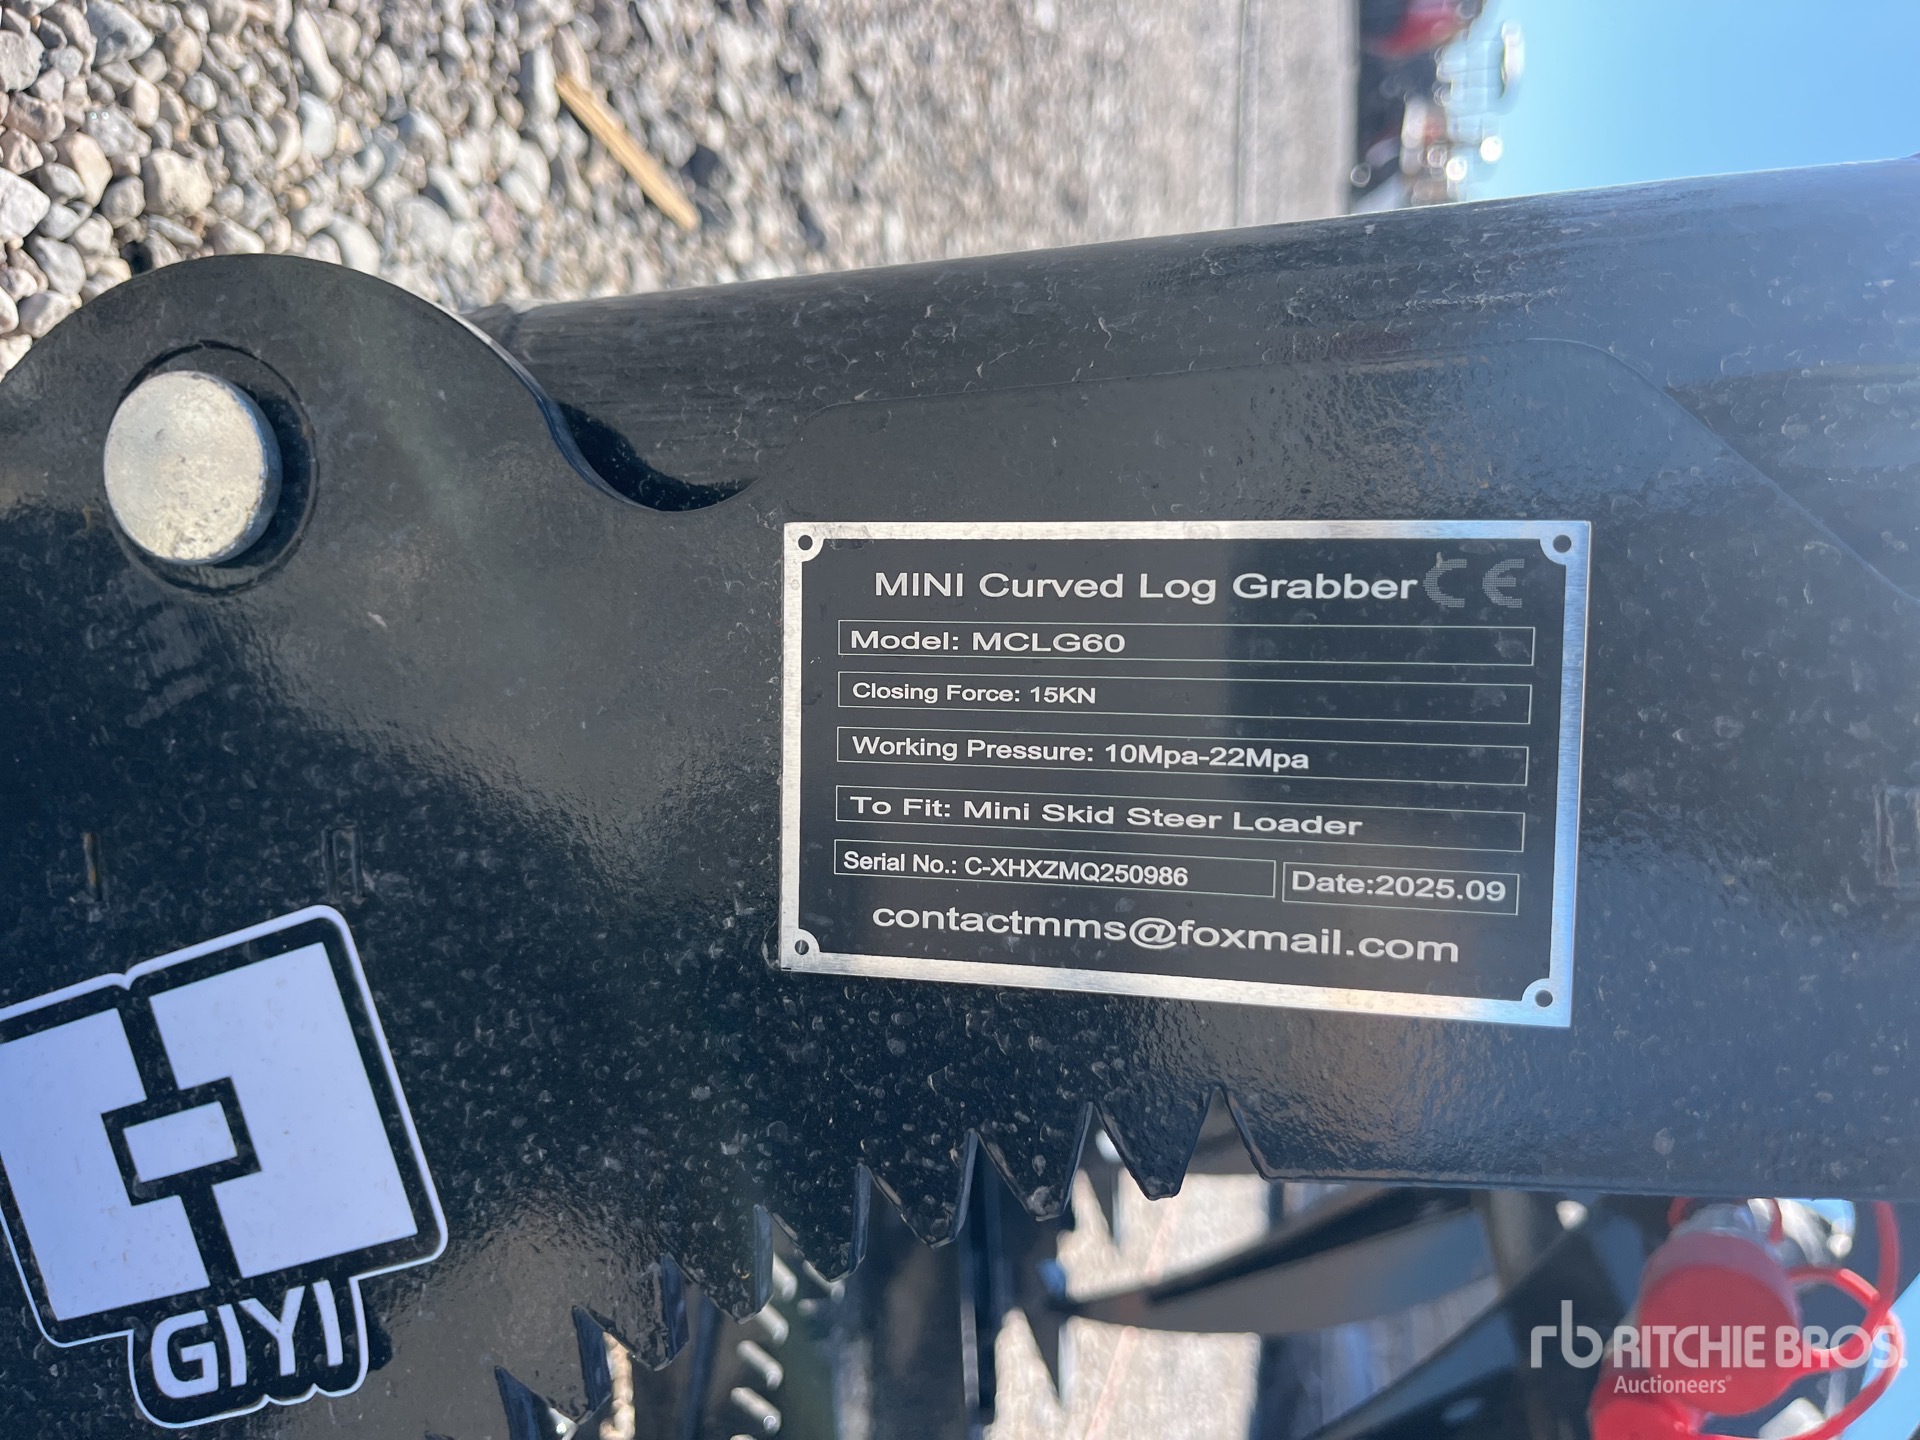 MINI Curved Log Grabber CE
Model: MCLG60
Closing Force: 15KN
Working Pressure: 10Mpa-22Mpa
To Fit: Mini Skid Steer Loader
Serial No.: C-XHXZMQ250986 Date:2025.09
contactmms@foxmail.com
GIYI
rb RITCHIE BROS.
Auctioneers®